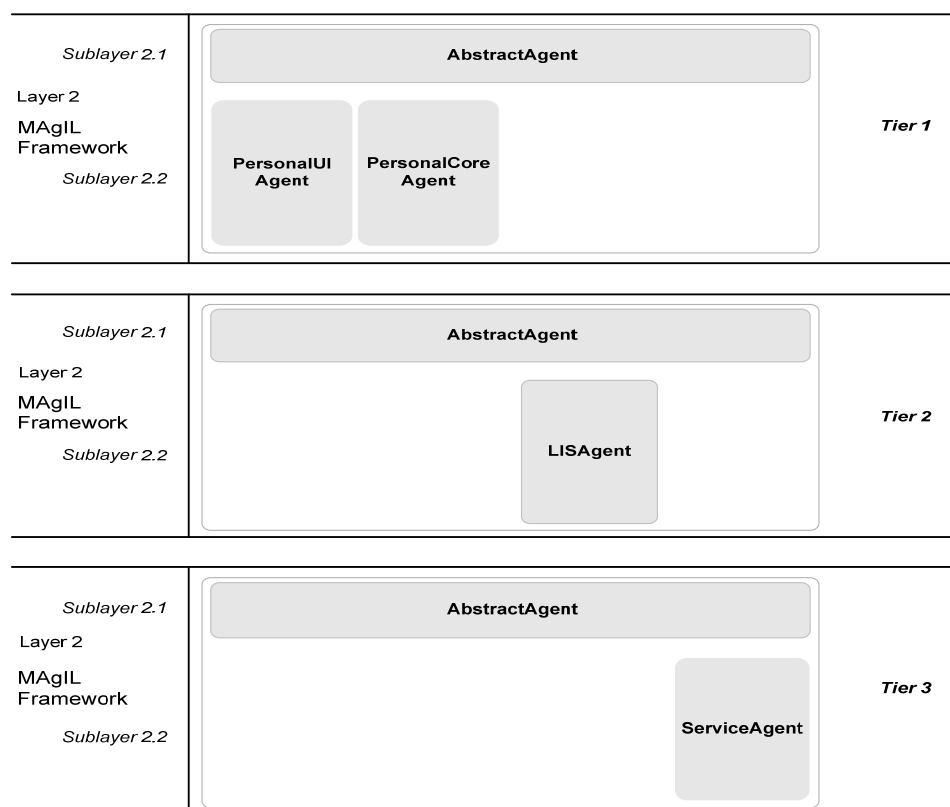 Sublayer 2.1
AbstractAgent
Layer 2
MAgIL
Framework
Tier 1
PersonalUI
Agent
PersonalCore
Agent
Sublayer 2.2
Sublayer 2.1
AbstractAgent
Layer 2
MAgIL
Framework
Tier 2
LISAgent
Sublayer 2.2
Sublayer 2.1
AbstractAgent
Layer 2
MAgIL
Framework
Tier 3
ServiceAgent
Sublayer 2.2